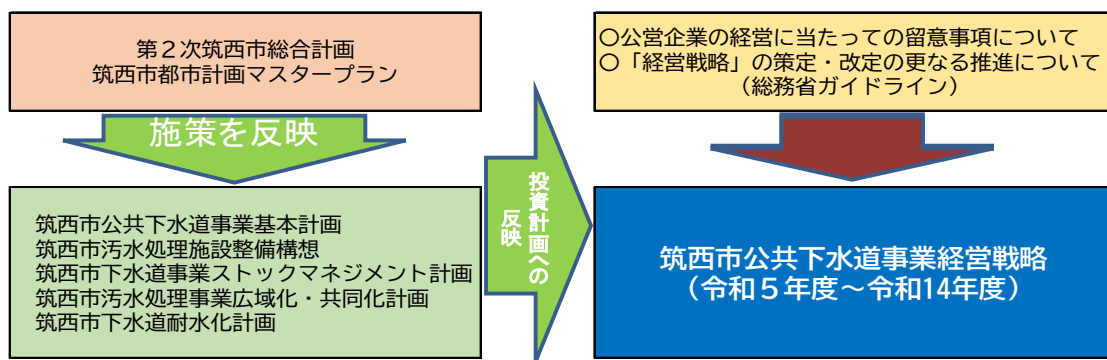 第２次筑西市総合計画
筑西市都市計画マスタープラン
施策を反映
筑西市公共下水道事業基本計画
筑西市汚水処理施設整備構想
筑西市下水道事業ストックマネジメント計画
筑西市汚水処理事業広域化・共同化計画
筑西市下水道耐水化計画
投資計画への
反映
○公営企業の経営に当たっての留意事項について
○「経営戦略」の策定・改定の更なる推進について
（総務省ガイドライン）
筑西市公共下水道事業経営戦略
（令和５年度～令和14年度）